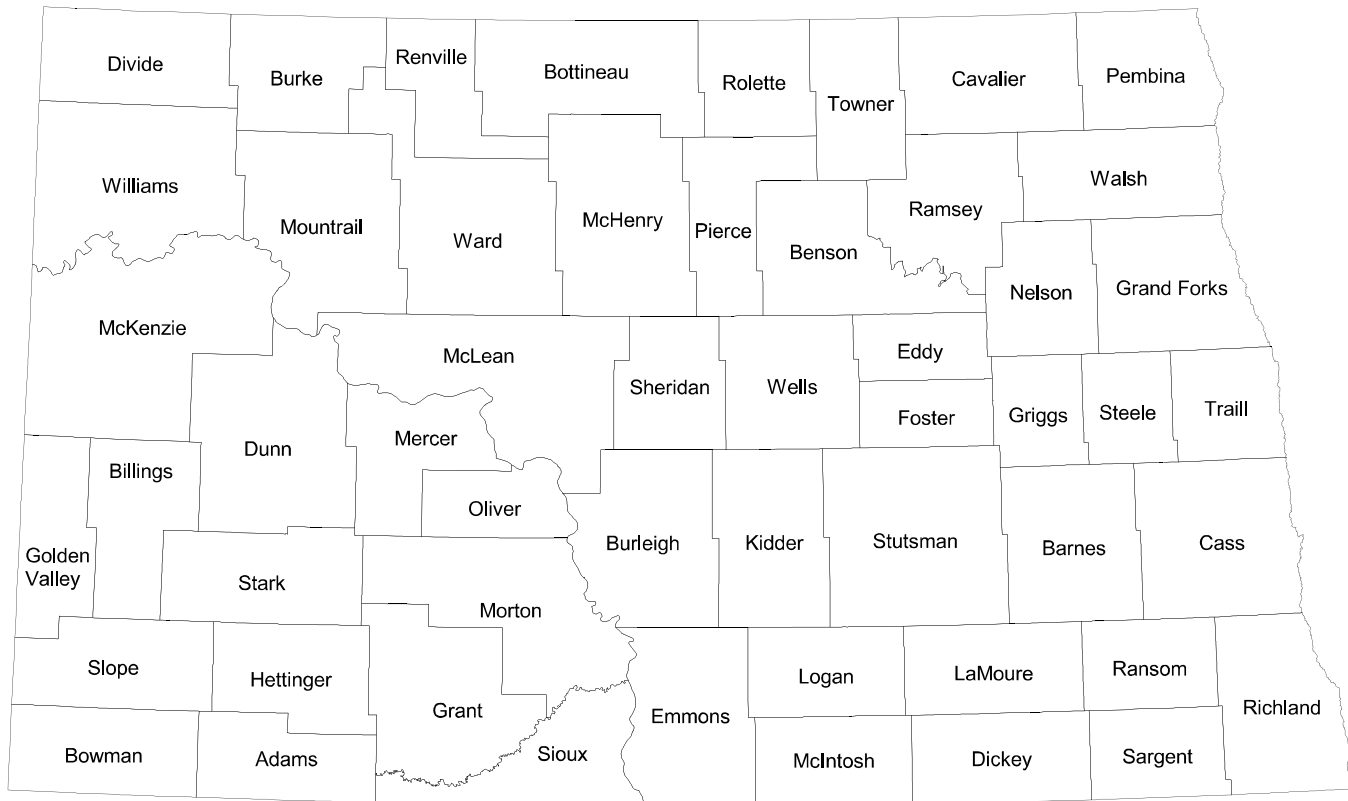 Divide
Burke
Renville
Bottineau
Rolette
Towner
Cavalier
Pembina
Williams
Mountrail
Ward
McHenry
Pierce
Benson
Ramsey
Walsh
Nelson
Grand Forks
McKenzie
McLean
Sheridan
Wells
Eddy
Foster
Griggs
Steele
Traill
Dunn
Mercer
Billings
Oliver
Golden
Valley
Stark
Morton
Burleigh
Kidder
Stutsman
Barnes
Cass
Slope
Hettinger
Grant
Emmons
Logan
LaMoure
Ransom
Richland
Bowman
Adams
Sioux
McIntosh
Dickey
Sargent